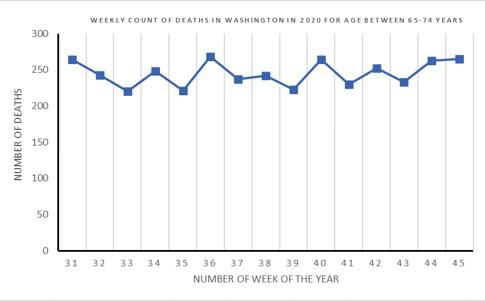 WEEKLY COUNT OF DEATHS IN WASHINGTON IN 2020 FOR AGE BETWEEN 65-74 YEARS
300
250
200
150
100
50
0
NUMBER OF DEATHS
31 32 33 34 35 36 37 38 39 40 41 42 43 44 45
NUMBER OF WEEK OF THE YEAR